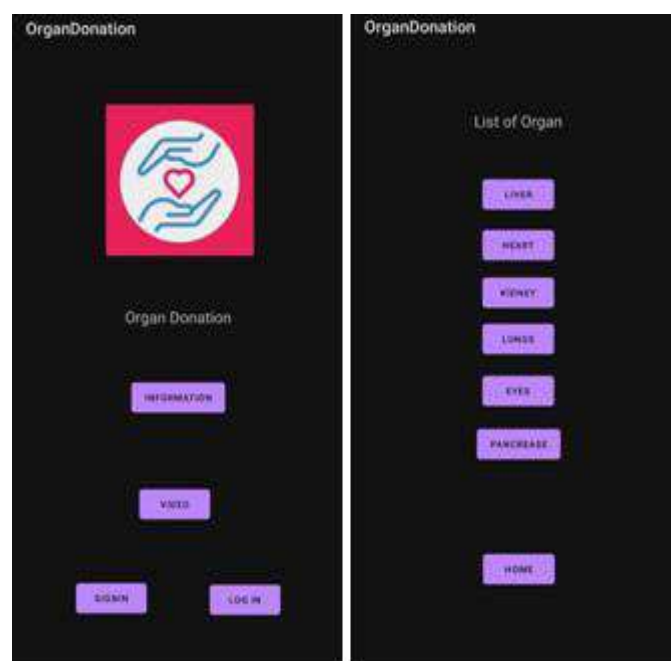 OrganDonation
Organ Donation
INFORMATION
VIDEO
SIGNIN
LOG IN
OrganDonation
List of Organ
LIVER
HEART
KIDNEY
LUNGS
EYES
PANCREASE
HOME